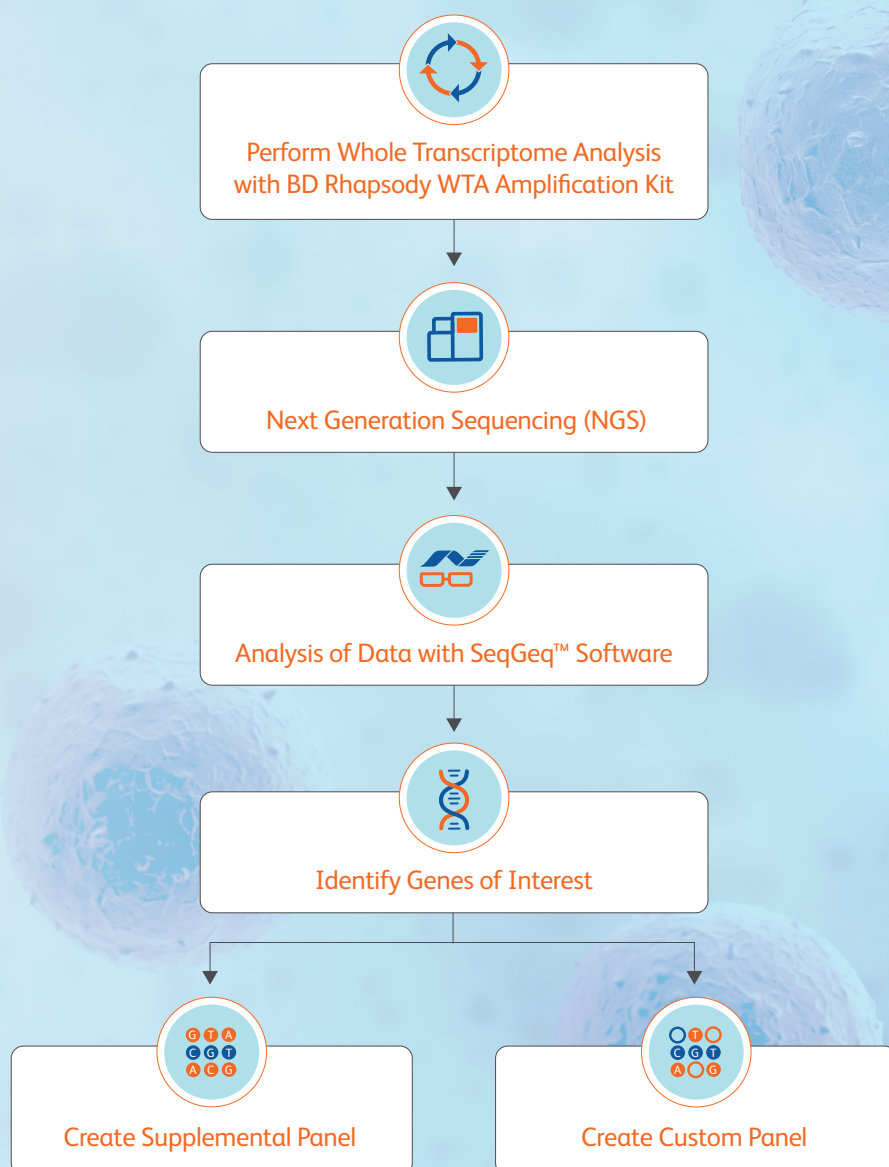 Perform Whole Transcriptome Analysis
with BD Rhapsody WTA Amplification Kit
Next Generation Sequencing (NGS)
Analysis of Data with SeqGeq™ Software
Identify Genes of Interest
G T A
C G T
A C G
Create Supplemental Panel
T
C G T
A G
Create Custom Panel